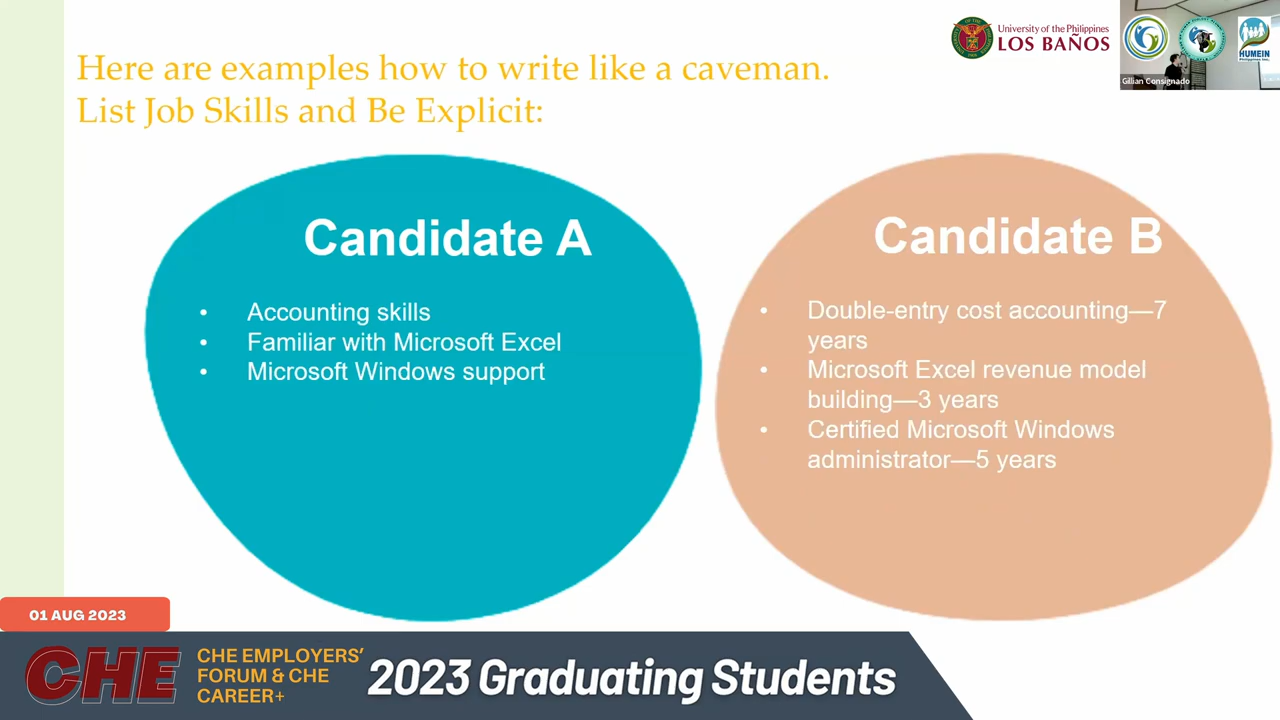 Here are examples how to write like a caveman.
List Job Skills and Be Explicit:
University of the Philippines
LOS BAÑOS
HUMEIN
Philippines Inc.
Gillian Consignado
Candidate A
• Accounting skills
• Familiar with Microsoft Excel
• Microsoft Windows support
Candidate B
• Double-entry cost accounting—7
years
• Microsoft Excel revenue model
building—3 years
• Certified Microsoft Windows
administrator—5 years
01 AUG 2023
CHE
CHE EMPLOYERS'
FORUM & CHE
CAREER+
2023 Graduating Students